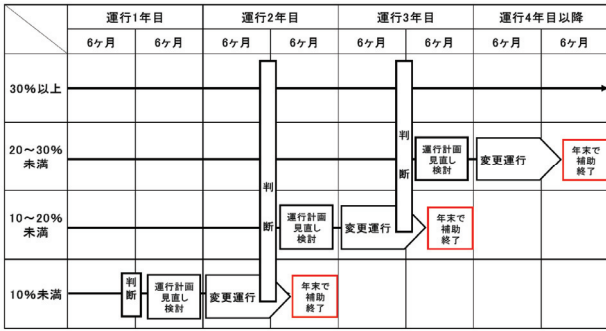 運行1年目 運行2年目 運行3年目 運行4年目以降
6ヶ月 6ヶ月 6ヶ月 6ヶ月 6ヶ月 6ヶ月 6ヶ月 6ヶ月
30%以上
20～30%
未満
判
断
運行計画
見直し
検討
変更運行
年末で
補助
終了
10～20%
未満
判
断
運行計画
見直し
検討
変更運行
年末で
補助
終了
10%未満
判
断
運行計画
見直し
検討
変更運行
年末で
補助
終了